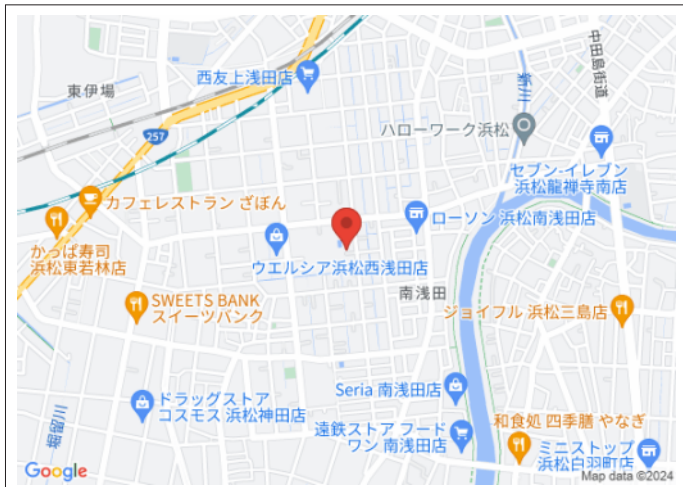 西友上浅田店
東伊場
257
新川
中田島街道
ハローワーク浜松
セブン-イレブン
浜松龍禅寺南店
カフェレストラン ざぼん
ローソン 浜松南浅田店
かっぱ寿司
浜松東若林店
ウエルシア浜松西浅田店
南浅田
SWEETS BANK
スイーツバンク
ジョイフル 浜松三島店
Seria 南浅田店
ドラッグストア
コスモス 浜松神田店
遠鉄ストア フード
ワン 南浅田店
和食処 四季膳 やなぎ
ミニストップ
浜松白羽町店
堀留川
Google
Map data ©2024